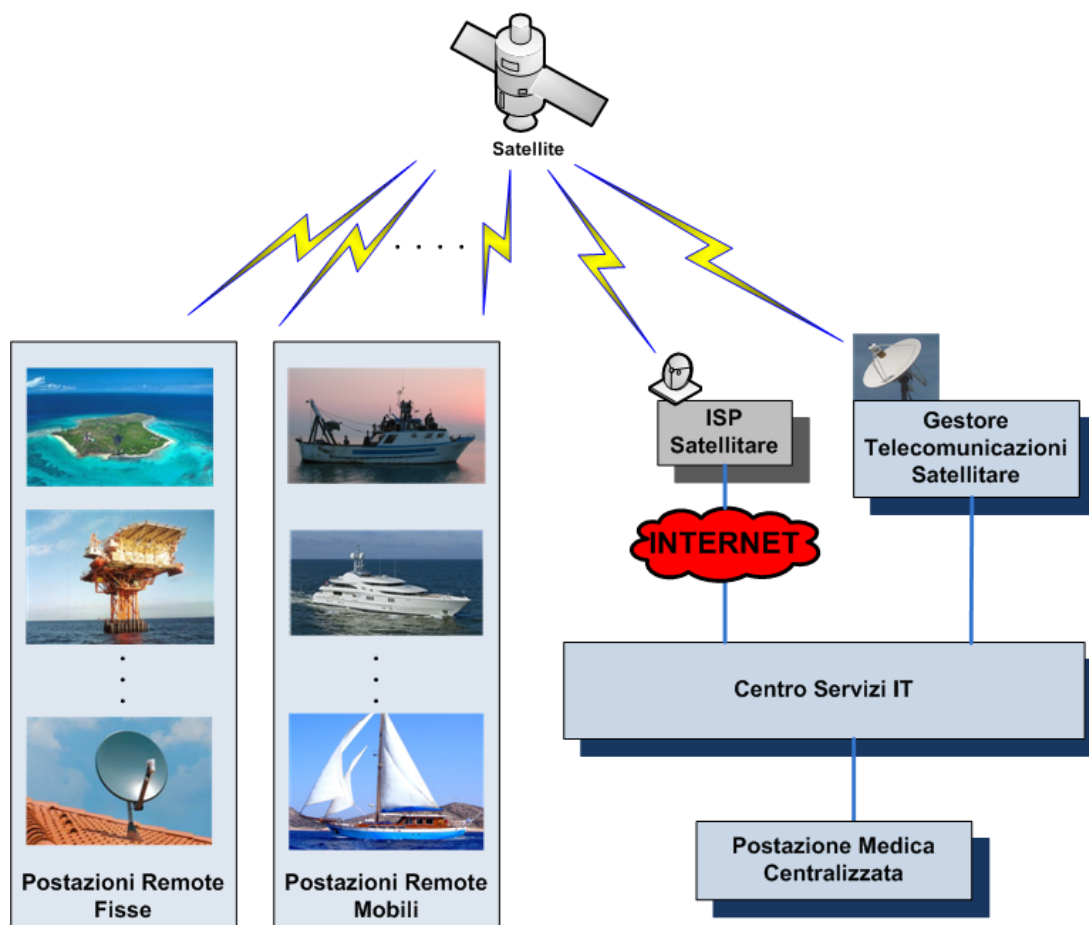 Satellite
ISP
Satellitare
Gestore
Telecomunicazioni
Satellitare
INTERNET
Centro Servizi IT
Postazione Medica
Centralizzata
Postazioni Remote
Fisse
Postazioni Remote
Mobili